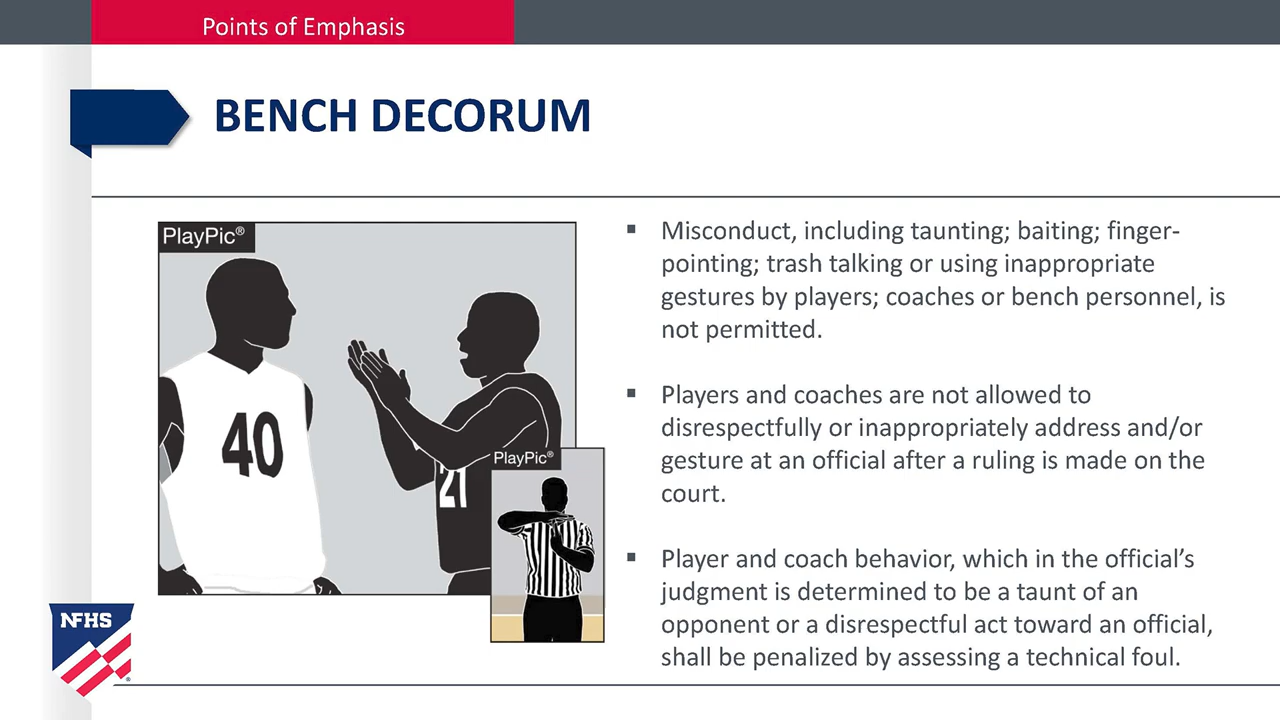 Points of Emphasis
BENCH DECORUM
PlayPic®
40
21
PlayPic®
NFHS
®
▪ Misconduct, including taunting; baiting; finger-
pointing; trash talking or using inappropriate
gestures by players; coaches or bench personnel, is
not permitted.
▪ Players and coaches are not allowed to
disrespectfully or inappropriately address and/or
gesture at an official after a ruling is made on the
court.
▪ Player and coach behavior, which in the official’s
judgment is determined to be a taunt of an
opponent or a disrespectful act toward an official,
shall be penalized by assessing a technical foul.